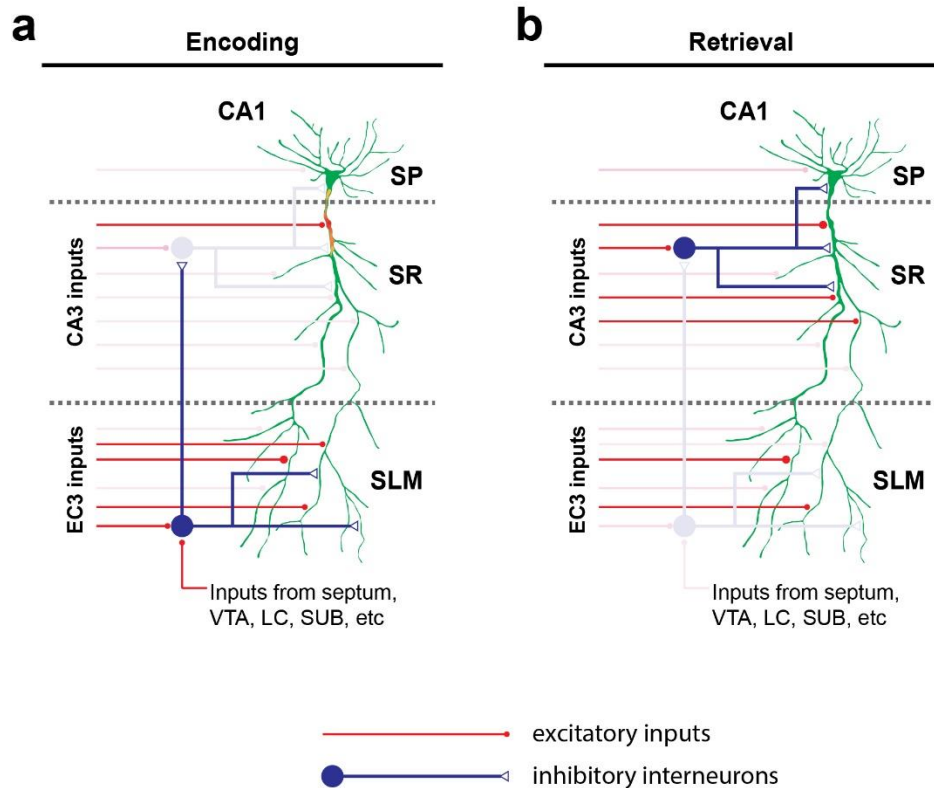 a
Encoding
CA1
SP
CA3 inputs
SR
EC3 inputs
SLM
Inputs from septum,
VTA, LC, SUB, etc
b
Retrieval
CA1
SP
CA3 inputs
SR
EC3 inputs
SLM
Inputs from septum,
VTA, LC, SUB, etc
excitatory inputs
inhibitory interneurons